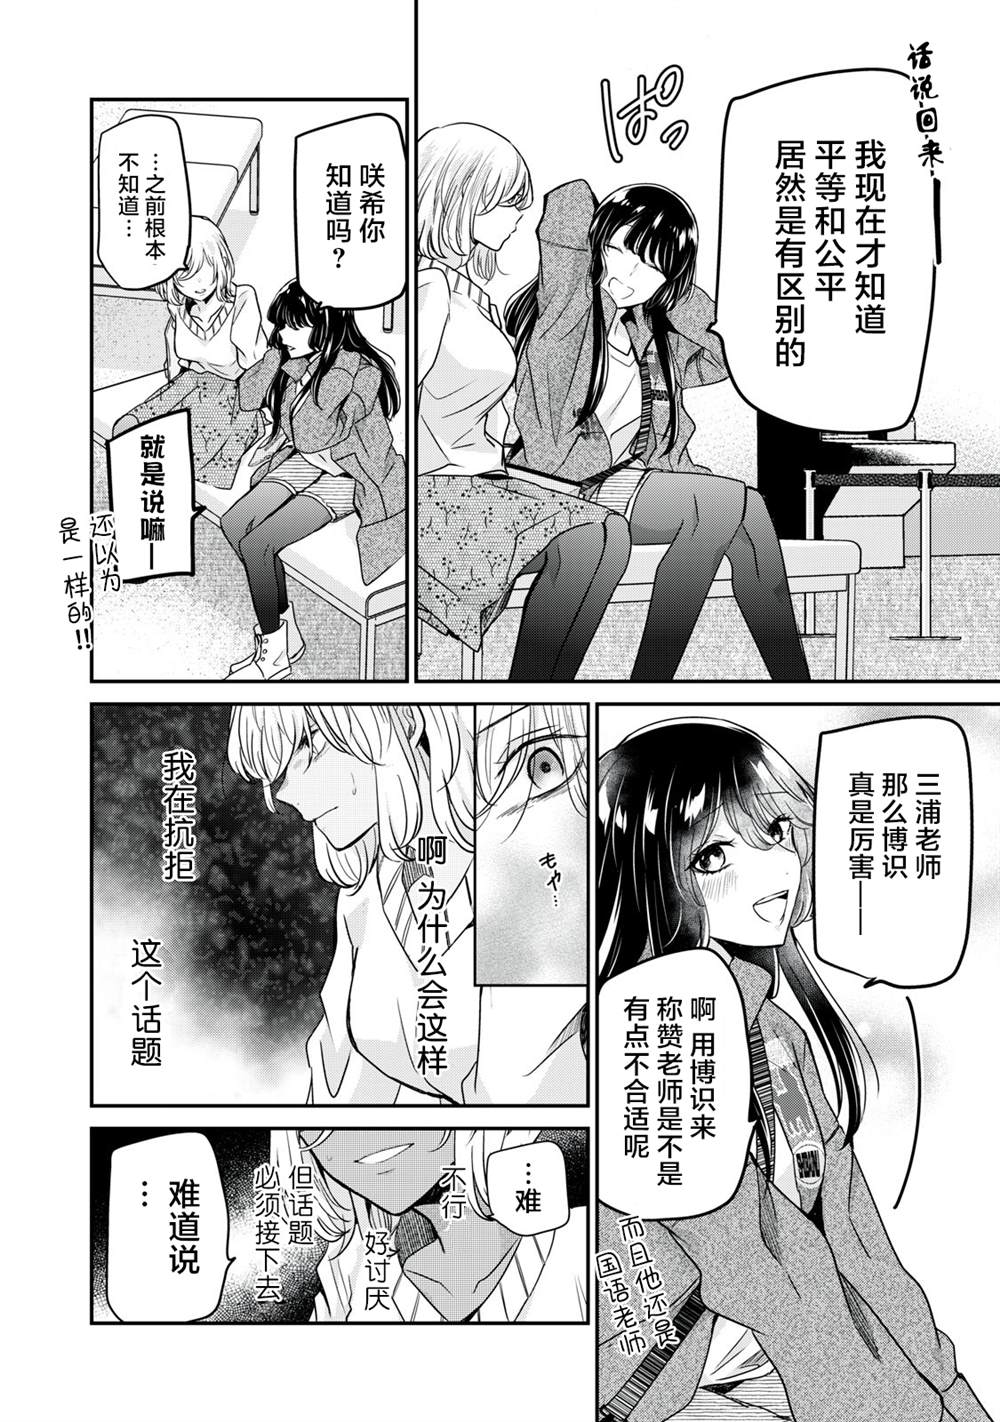 话说回来—
我现在才知道
平等和公平
居然是有区别的
ぱっ
咲希你
知道吗？
…之前根本
不知道…
就是说嘛—
还以为
是一样的!!
三浦老师
那么博识
真是厉害——
啊 用博识来
称赞老师是不是
有点不合适呢
而且他还是
国语老师
モヤ…
啊 为什么会这样
我在抗拒
这个话题
…难
不行
好讨厌
但话题
必须接下去
难道说
…